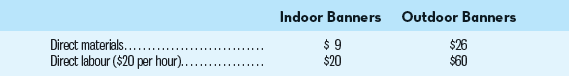 Indoor Banners Outdoor Banners
Direct materials.............................. $ 9 $26
Direct labour ($20 per hour).................. $20 $60